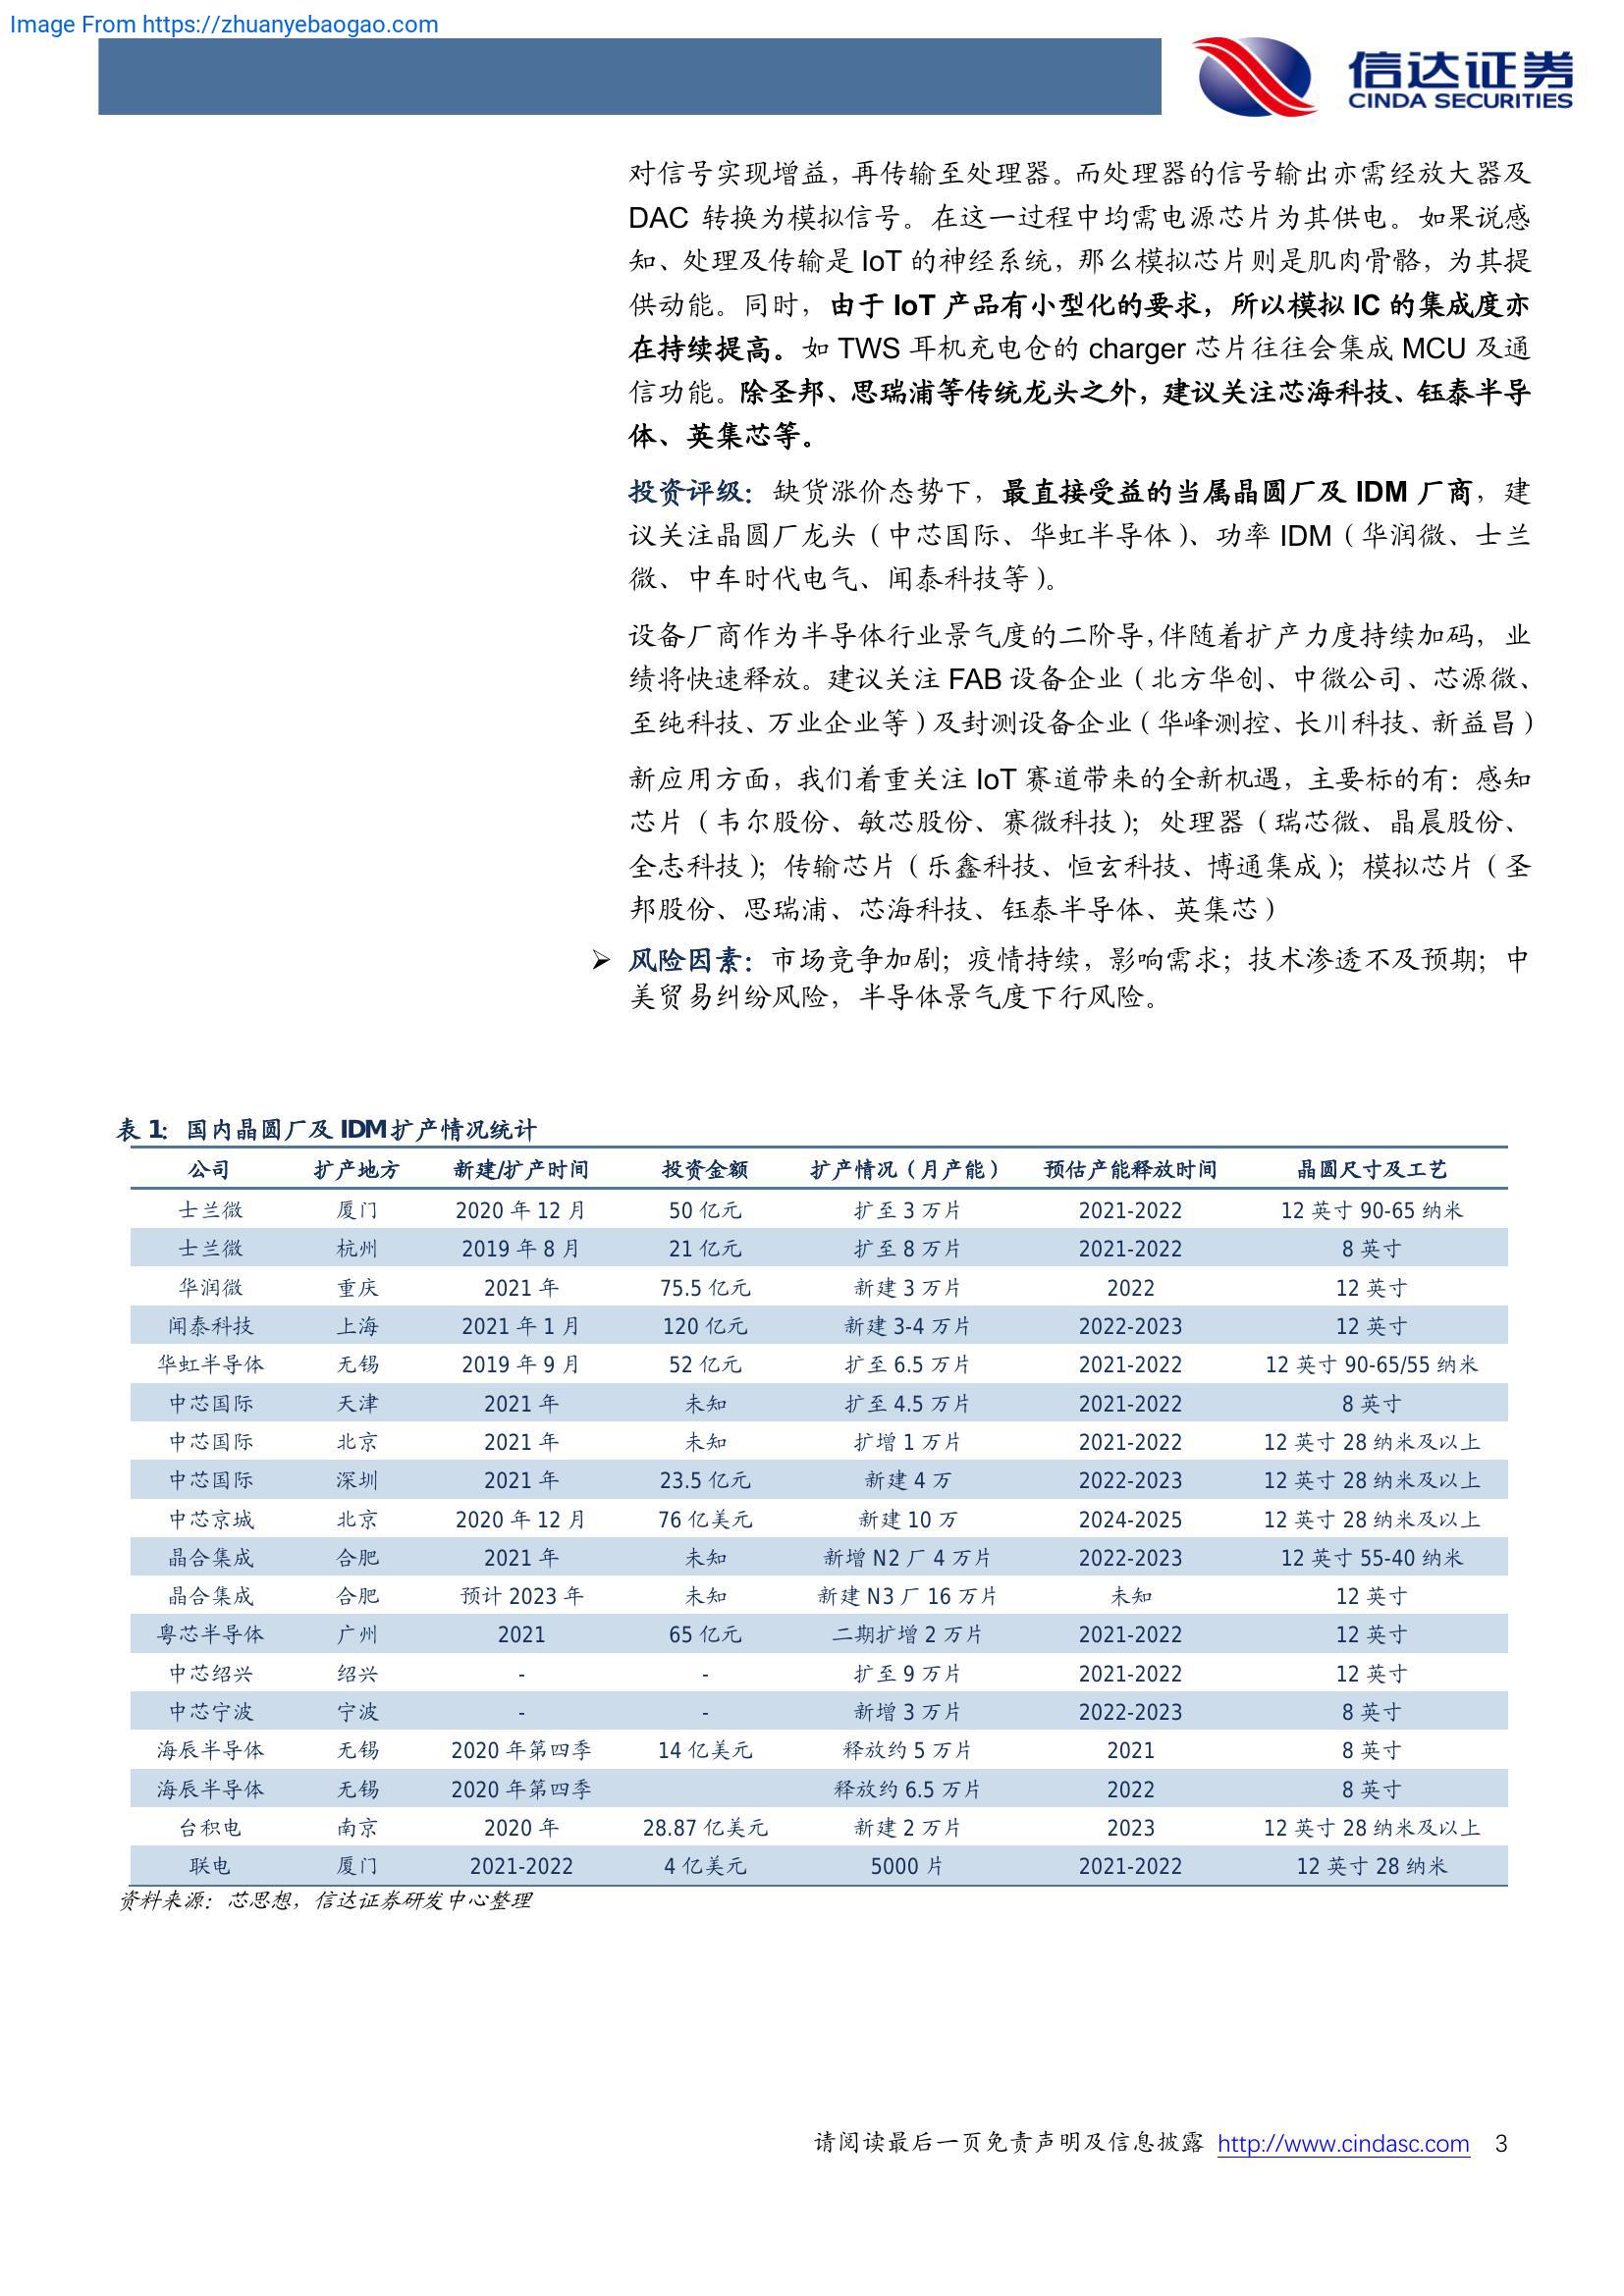 Image From https://zhuanyebaogao.com
信达证券
CINDA SECURITIES
对信号实现增益，再传输至处理器。而处理器的信号输出亦需经放大器及
DAC 转换为模拟信号。在这一过程中均需电源芯片为其供电。如果说感
知、处理及传输是 IoT 的神经系统，那么模拟芯片则是肌肉骨骼，为其提
供动能。同时，由于 IoT 产品有小型化的要求，所以模拟 IC 的集成度亦
在持续提高。如 TWS 耳机充电仓的 charger 芯片往往会集成 MCU 及通
信功能。除圣邦、思瑞浦等传统龙头之外，建议关注芯海科技、钰泰半导
体、英集芯等。
投资评级：缺货涨价态势下，最直接受益的当属晶圆厂及 IDM 厂商，建
议关注晶圆厂龙头（中芯国际、华虹半导体）、功率 IDM（华润微、士兰
微、中车时代电气、闻泰科技等）。
设备厂商作为半导体行业景气度的二阶导，伴随着扩产力度持续加码，业
绩将快速释放。建议关注 FAB 设备企业（北方华创、中微公司、芯源微、
至纯科技、万业企业等）及封测设备企业（华峰测控、长川科技、新益昌）
新应用方面，我们着重关注 IoT 赛道带来的全新机遇，主要标的有：感知
芯片（韦尔股份、敏芯股份、赛微科技）；处理器（瑞芯微、晶晨股份、
全志科技）；传输芯片（乐鑫科技、恒玄科技、博通集成）；模拟芯片（圣
邦股份、思瑞浦、芯海科技、钰泰半导体、英集芯）
➢ 风险因素：市场竞争加剧；疫情持续，影响需求；技术渗透不及预期；中
美贸易纠纷风险，半导体景气度下行风险。
表 1：国内晶圆厂及 IDM 扩产情况统计
公司 扩产地方 新建/扩产时间 投资金额 扩产情况（月产能） 预估产能释放时间 晶圆尺寸及工艺
士兰微 厦门 2020 年 12 月 50 亿元 扩至 3 万片 2021-2022 12 英寸 90-65 纳米
士兰微 杭州 2019 年 8 月 21 亿元 扩至 8 万片 2021-2022 8 英寸
华润微 重庆 2021 年 75.5 亿元 新建 3 万片 2022 12 英寸
闻泰科技 上海 2021 年 1 月 120 亿元 新建 3-4 万片 2022-2023 12 英寸
华虹半导体 无锡 2019 年 9 月 52 亿元 扩至 6.5 万片 2021-2022 12 英寸 90-65/55 纳米
中芯国际 天津 2021 年 未知 扩至 4.5 万片 2021-2022 8 英寸
中芯国际 北京 2021 年 未知 扩增 1 万片 2021-2022 12 英寸 28 纳米及以上
中芯国际 深圳 2021 年 23.5 亿元 新建 4 万 2022-2023 12 英寸 28 纳米及以上
中芯京城 北京 2020 年 12 月 76 亿美元 新建 10 万 2024-2025 12 英寸 28 纳米及以上
晶合集成 合肥 2021 年 未知 新增 N2 厂 4 万片 2022-2023 12 英寸 55-40 纳米
晶合集成 合肥 预计 2023 年 未知 新建 N3 厂 16 万片 未知 12 英寸
粤芯半导体 广州 2021 65 亿元 二期扩增 2 万片 2021-2022 12 英寸
中芯绍兴 绍兴 - - 扩至 9 万片 2021-2022 12 英寸
中芯宁波 宁波 - - 新增 3 万片 2022-2023 8 英寸
海辰半导体 无锡 2020 年第四季 14 亿美元 释放约 5 万片 2021 8 英寸
海辰半导体 无锡 2020 年第四季 释放约 6.5 万片 2022 8 英寸
台积电 南京 2020 年 28.87 亿美元 新建 2 万片 2023 12 英寸 28 纳米及以上
联电 厦门 2021-2022 4 亿美元 5000 片 2021-2022 12 英寸 28 纳米
资料来源：芯思想，信达证券研发中心整理
请阅读最后一页免责声明及信息披露 http://www.cindasc.com 3